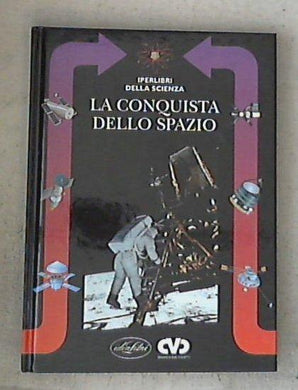 IPERLIBRI
DELLA SCIENZA
LA CONQUISTA
DELLO SPAZIO
CVD